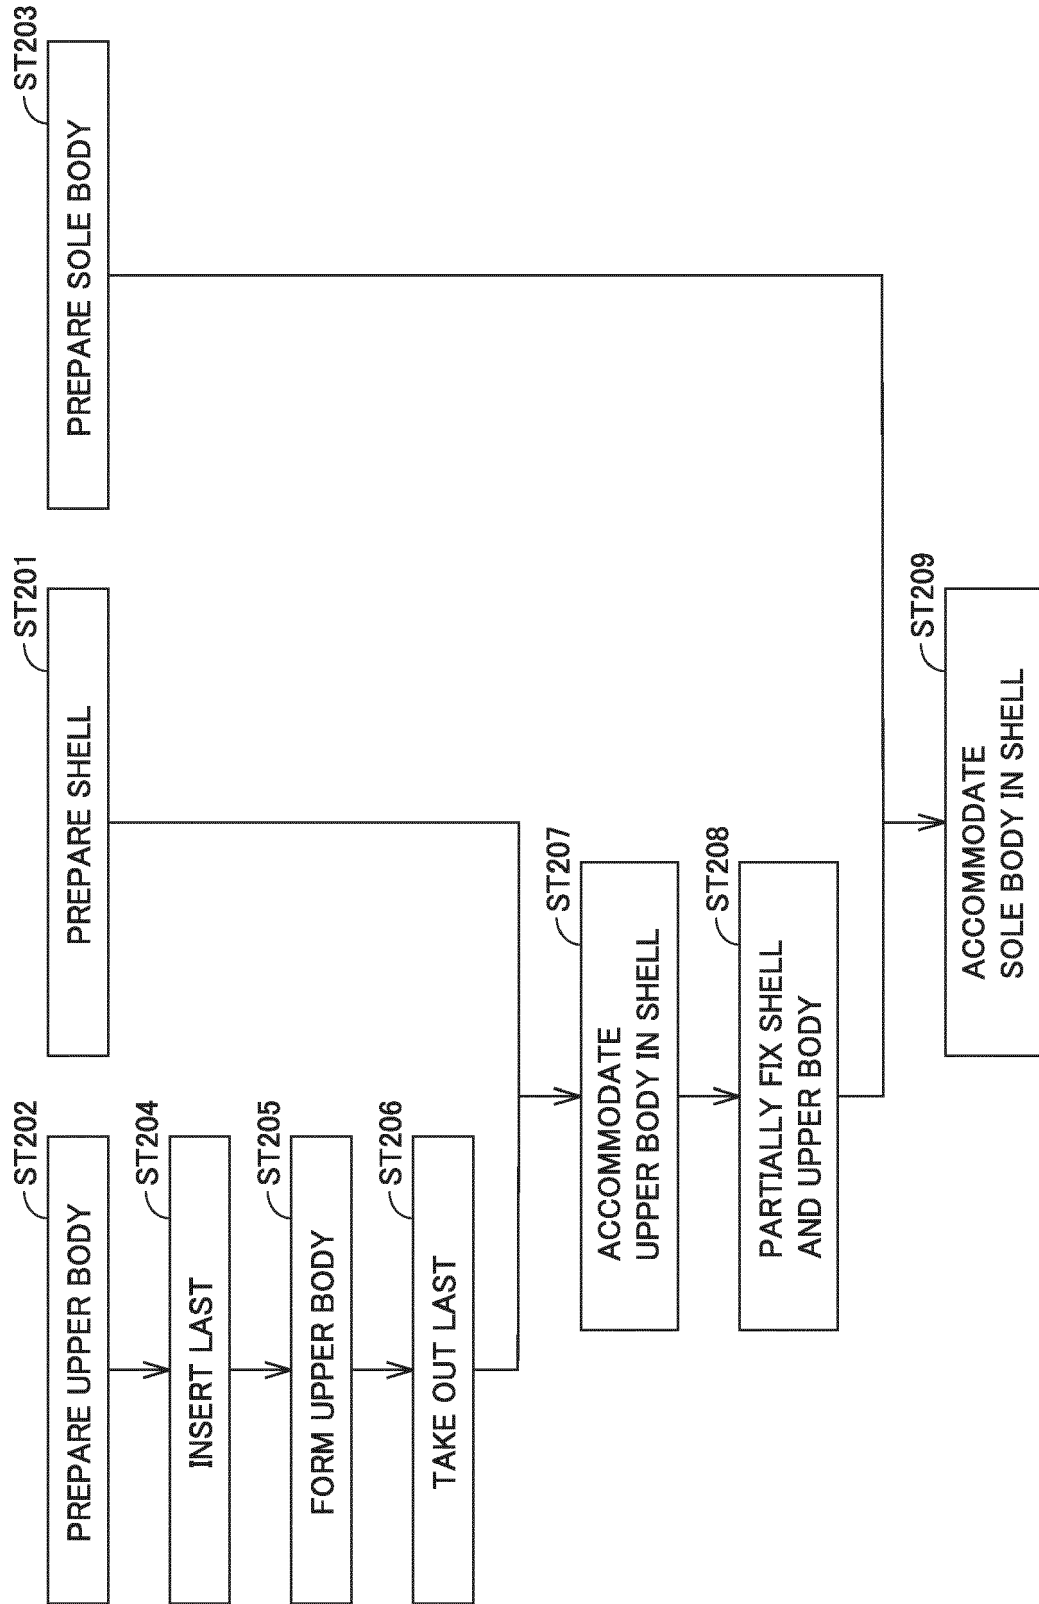 ST202
PREPARE UPPER BODY
ST204
INSERT LAST
ST205
FORM UPPER BODY
ST206
TAKE OUT LAST
ST201
PREPARE SHELL
ST203
PREPARE SOLE BODY
ST207
ACCOMMODATE
UPPER BODY IN SHELL
ST208
PARTIALLY FIX SHELL
AND UPPER BODY
ST209
ACCOMMODATE
SOLE BODY IN SHELL